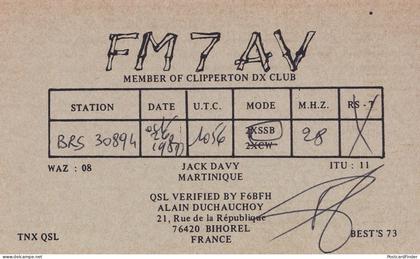 FM7AV
MEMBER OF CLIPPERTON DX CLUB
STATION DATE U.T.C. MODE M.H.Z. RS - T
BRS 30894 1056 2XSSB 28
2XCW
WAZ : 08 JACK DAVY ITU : 11
MARTINIQUE
QSL VERIFIED BY F6BFH
ALAIN DUCHAUCHOY
21, Rue de la République
76420 BIHOREL
TNX QSL FRANCE BEST'S 73